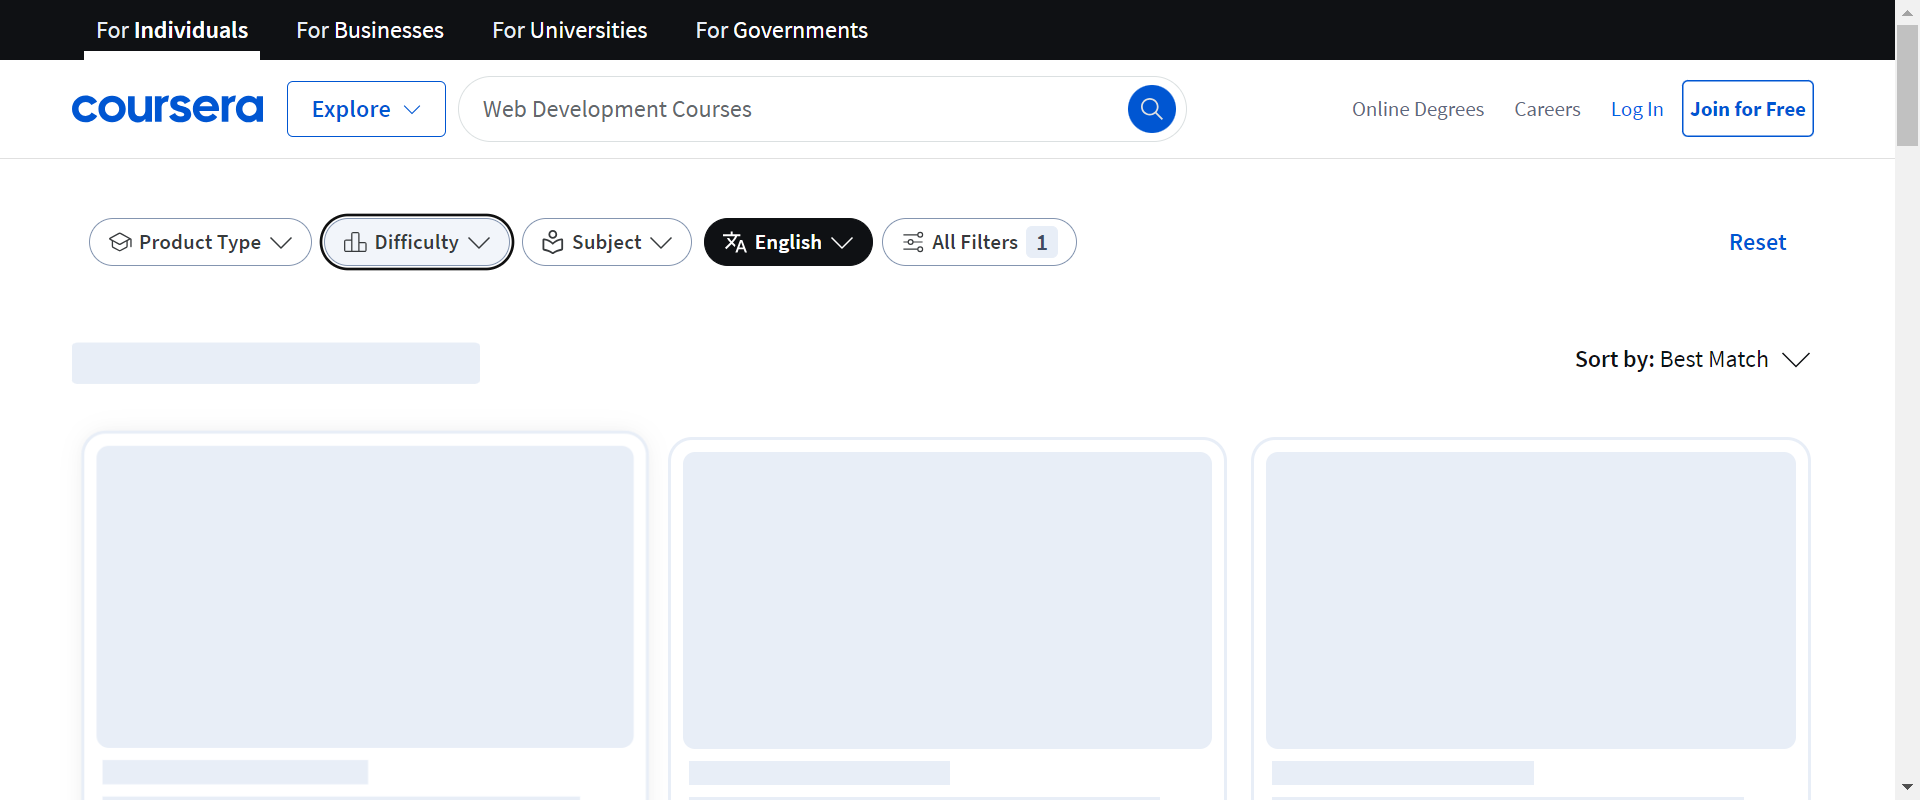 For Individuals For Businesses For Universities For Governments
coursera Explore Web Development Courses Online Degrees Careers Log In Join for Free
Product Type Difficulty Subject English All Filters 1 Reset
Sort by: Best Match